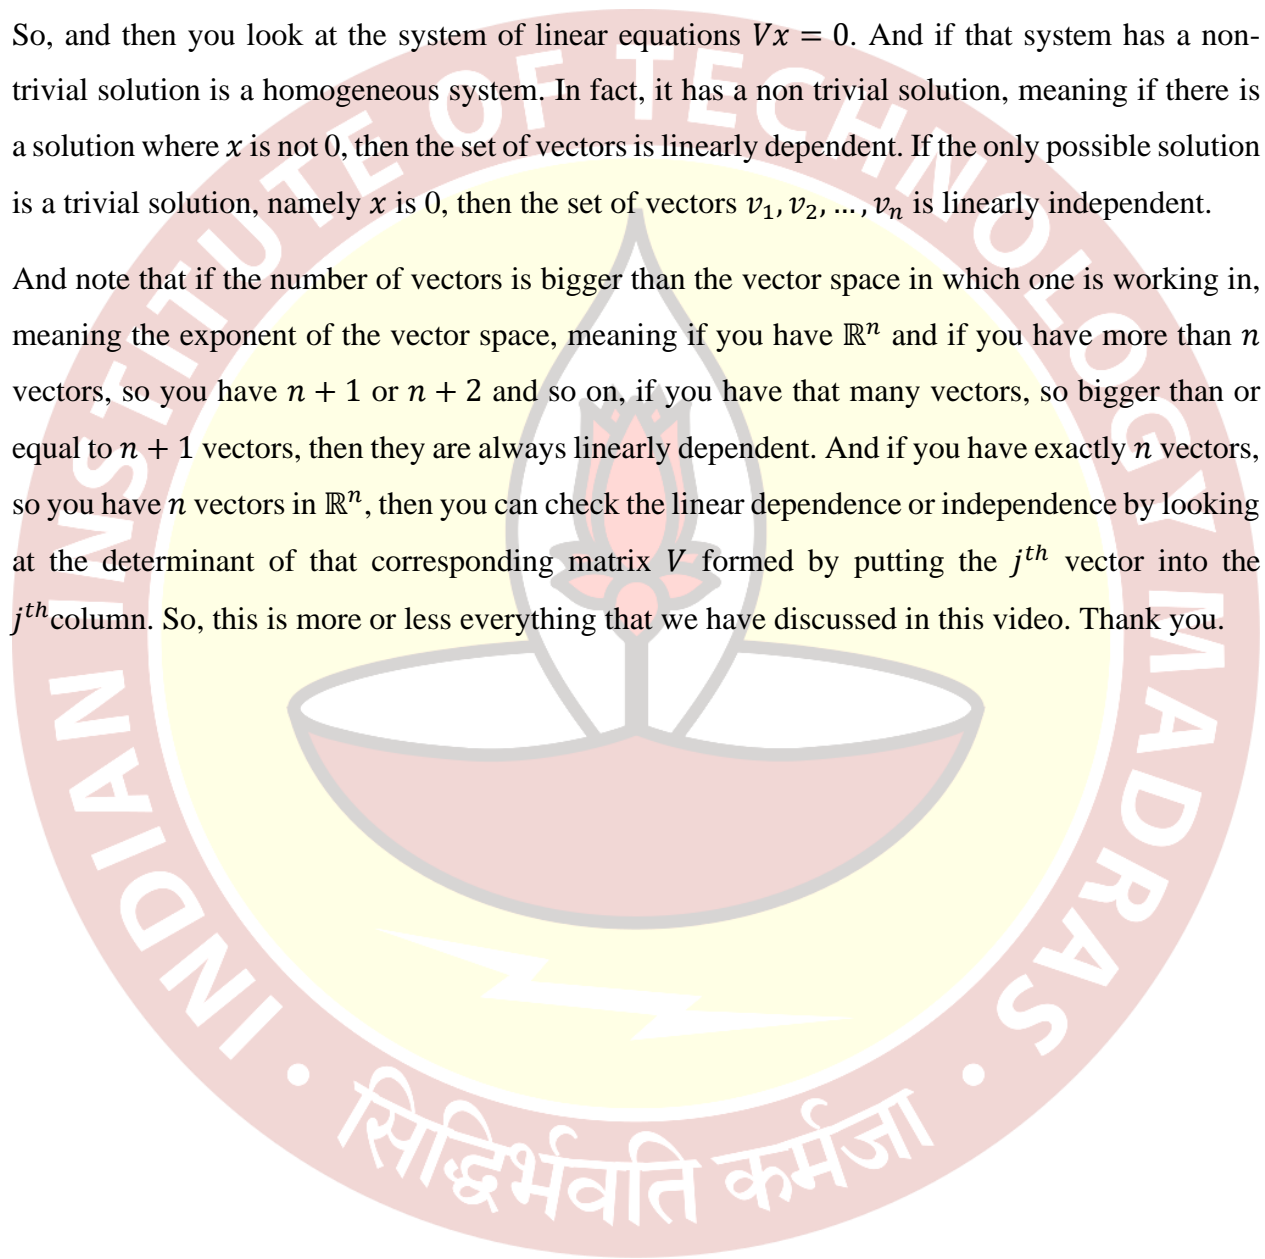 So, and then you look at the system of linear equations 𝑉𝑥 = 0. And if that system has a non-
trivial solution is a homogeneous system. In fact, it has a non trivial solution, meaning if there is
a solution where 𝑥 is not 0, then the set of vectors is linearly dependent. If the only possible solution
is a trivial solution, namely 𝑥 is 0, then the set of vectors 𝑣₁, 𝑣₂, … , 𝑣ₙ is linearly independent.
And note that if the number of vectors is bigger than the vector space in which one is working in,
meaning the exponent of the vector space, meaning if you have ℝⁿ and if you have more than 𝑛
vectors, so you have 𝑛 + 1 or 𝑛 + 2 and so on, if you have that many vectors, so bigger than or
equal to 𝑛 + 1 vectors, then they are always linearly dependent. And if you have exactly 𝑛 vectors,
so you have 𝑛 vectors in ℝⁿ, then you can check the linear dependence or independence by looking
at the determinant of that corresponding matrix 𝑉 formed by putting the 𝑗ᵗʰ vector into the
𝑗ᵗʰcolumn. So, this is more or less everything that we have discussed in this video. Thank you.
INDIAN INSTITUTE OF TECHNOLOGY MADRAS
सिद्धिर्भवति कर्मजा